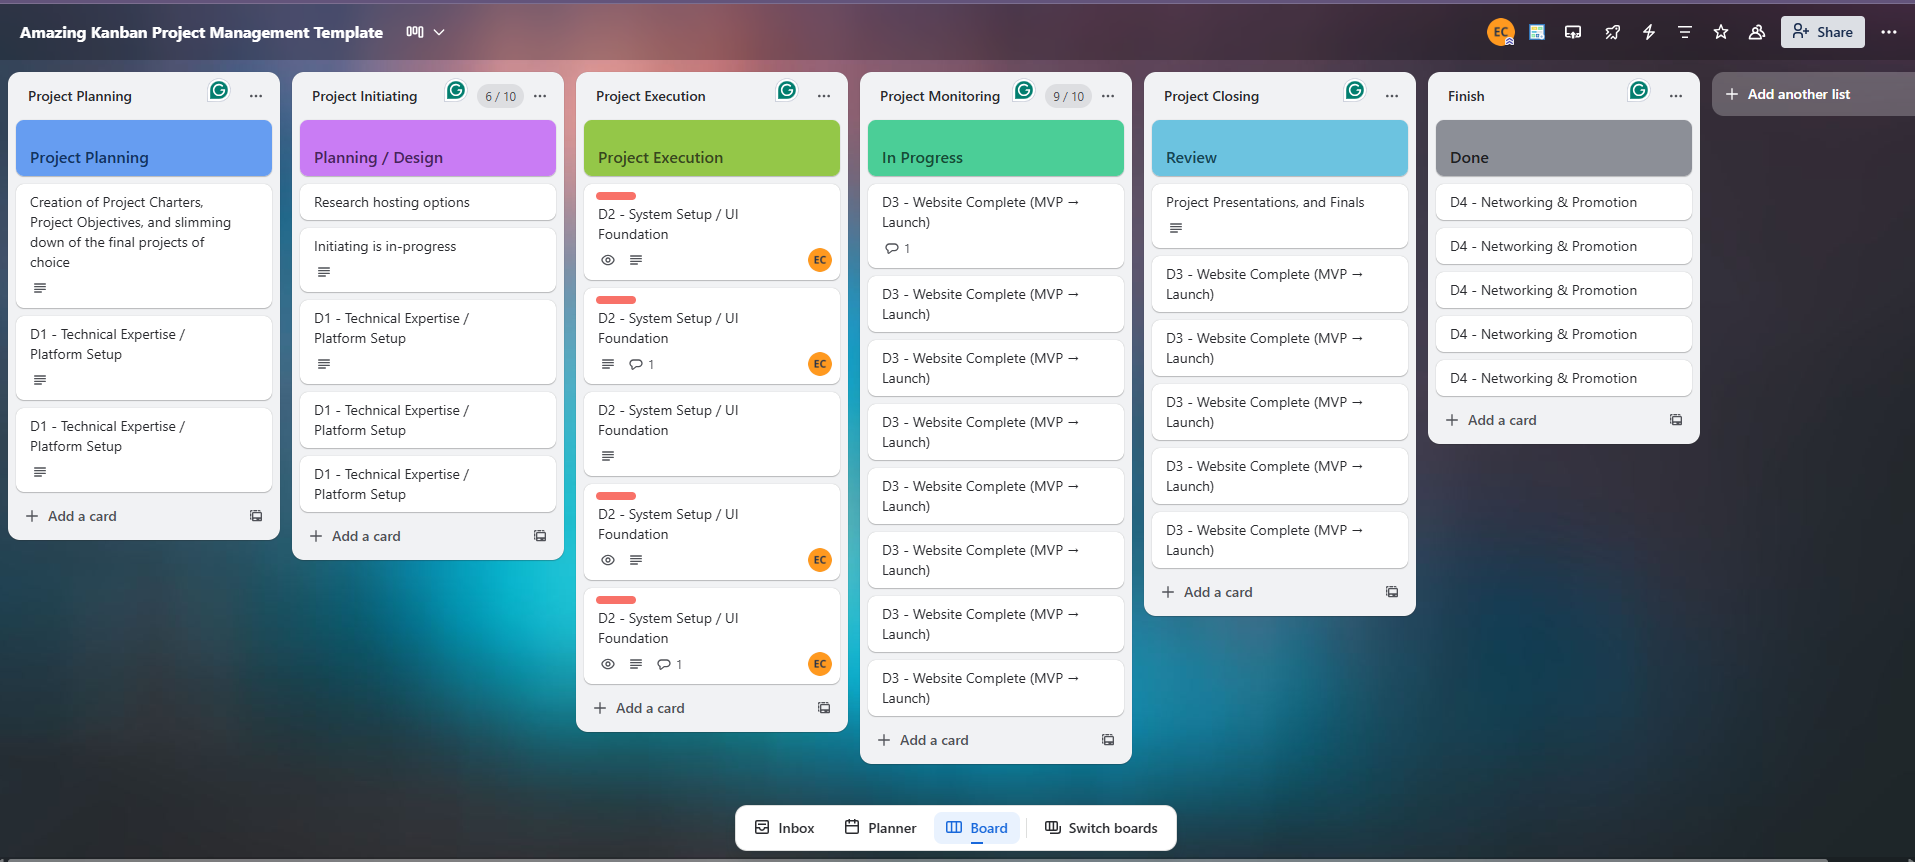 Amazing Kanban Project Management Template
EC
Share
Project Planning
Project Planning
Creation of Project Charters,
Project Objectives, and slimming
down of the final projects of
choice
D1 - Technical Expertise /
Platform Setup
D1 - Technical Expertise /
Platform Setup
Add a card
Project Initiating
6 / 10
Planning / Design
Research hosting options
Initiating is in-progress
D1 - Technical Expertise /
Platform Setup
D1 - Technical Expertise /
Platform Setup
D1 - Technical Expertise /
Platform Setup
Add a card
Project Execution
Project Execution
D2 - System Setup / UI
Foundation
EC
D2 - System Setup / UI
Foundation
1
EC
D2 - System Setup / UI
Foundation
D2 - System Setup / UI
Foundation
EC
D2 - System Setup / UI
Foundation
1
EC
Add a card
Project Monitoring
9 / 10
In Progress
D3 - Website Complete (MVP →
Launch)
1
D3 - Website Complete (MVP →
Launch)
D3 - Website Complete (MVP →
Launch)
D3 - Website Complete (MVP →
Launch)
D3 - Website Complete (MVP →
Launch)
D3 - Website Complete (MVP →
Launch)
D3 - Website Complete (MVP →
Launch)
D3 - Website Complete (MVP →
Launch)
Add a card
Project Closing
Review
Project Presentations, and Finals
D3 - Website Complete (MVP →
Launch)
D3 - Website Complete (MVP →
Launch)
D3 - Website Complete (MVP →
Launch)
D3 - Website Complete (MVP →
Launch)
D3 - Website Complete (MVP →
Launch)
Add a card
Finish
Done
D4 - Networking & Promotion
D4 - Networking & Promotion
D4 - Networking & Promotion
D4 - Networking & Promotion
D4 - Networking & Promotion
Add a card
Add another list
Inbox
Planner
Board
Switch boards